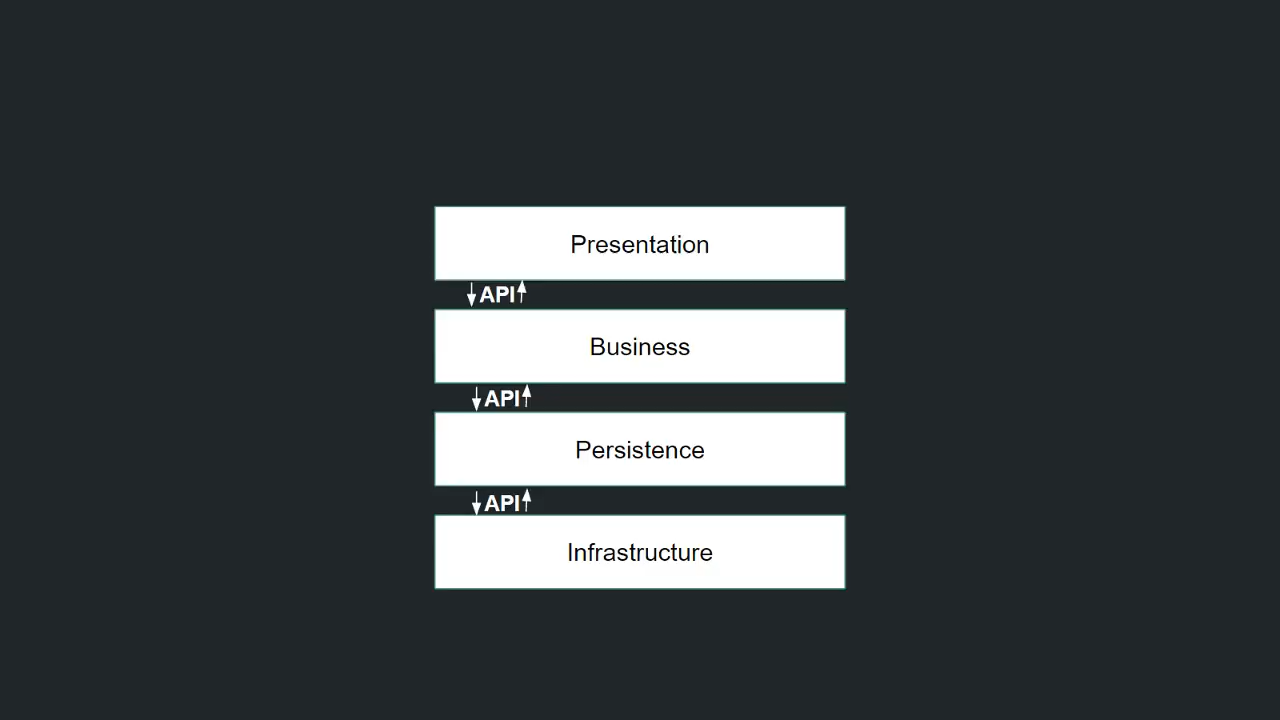 Presentation
API
Business
API
Persistence
API
Infrastructure